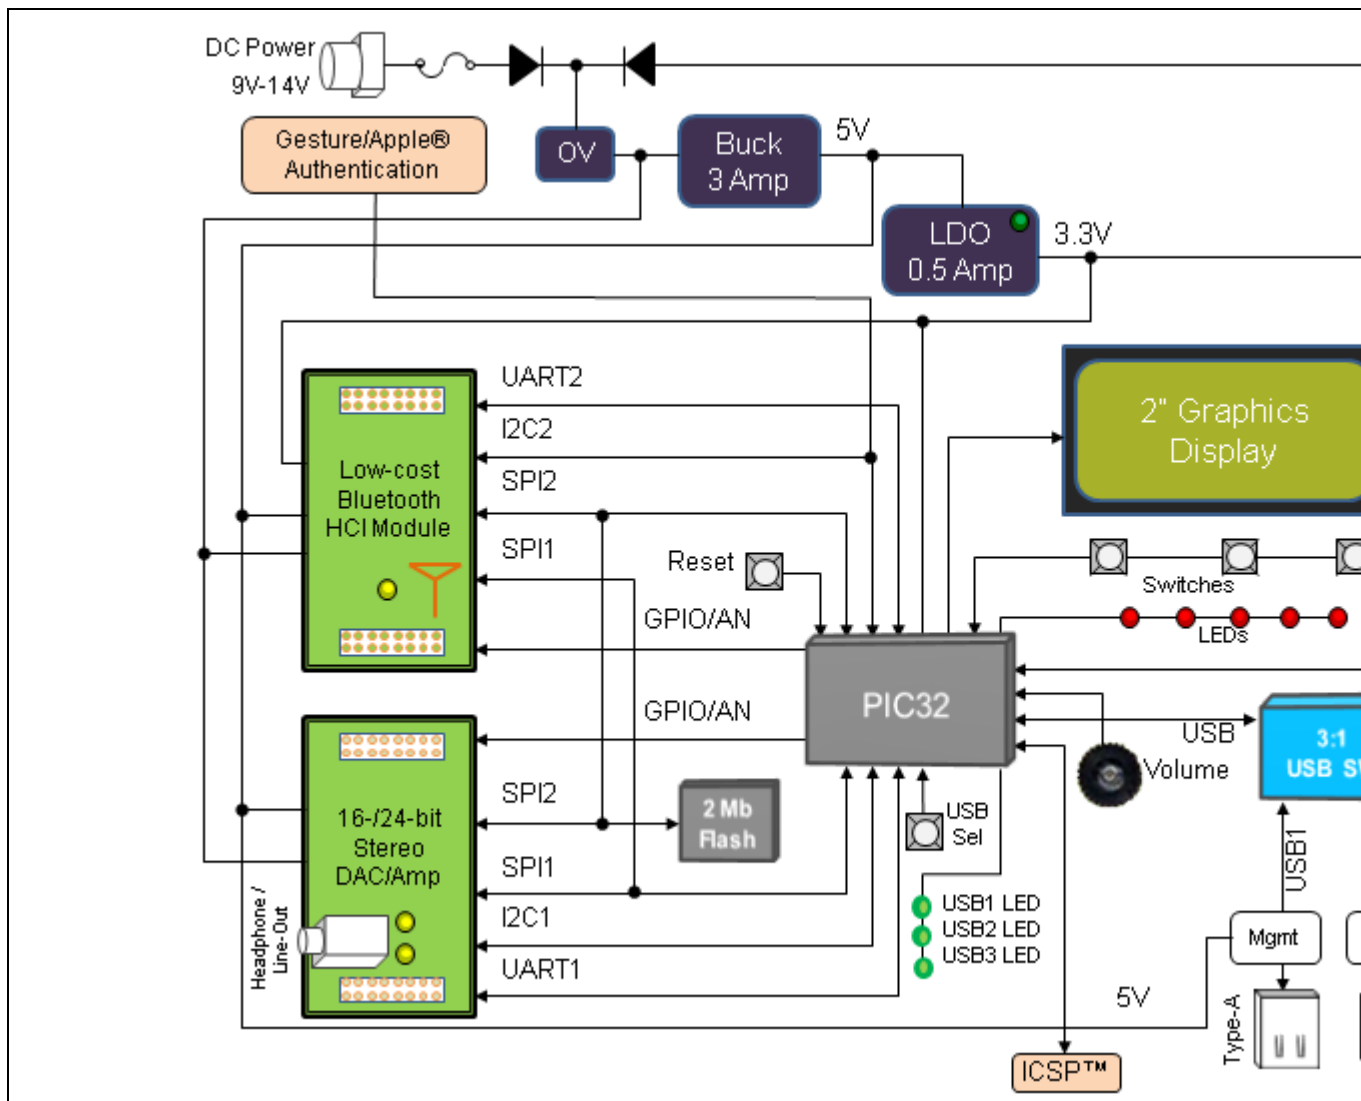 DC Power
9V-14V
Gesture/Apple®
Authentication
OV
Buck
3 Amp
5V
LDO
0.5 Amp
3.3V
UART2
I2C2
SPI2
SPI1
GPIO/AN
Low-cost
Bluetooth
HCI Module
2" Graphics
Display
Reset
Switches
LEDs
PIC32
GPIO/AN
SPI2
SPI1
I2C1
UART1
16-/24-bit
Stereo
DAC/Amp
Headphone /
Line-Out
2 Mb
Flash
USB
Volume
3:1
USB SW
USB
Sel
USB1 LED
USB2 LED
USB3 LED
USB1
Mgmt
5V
Type-A
ICSP™